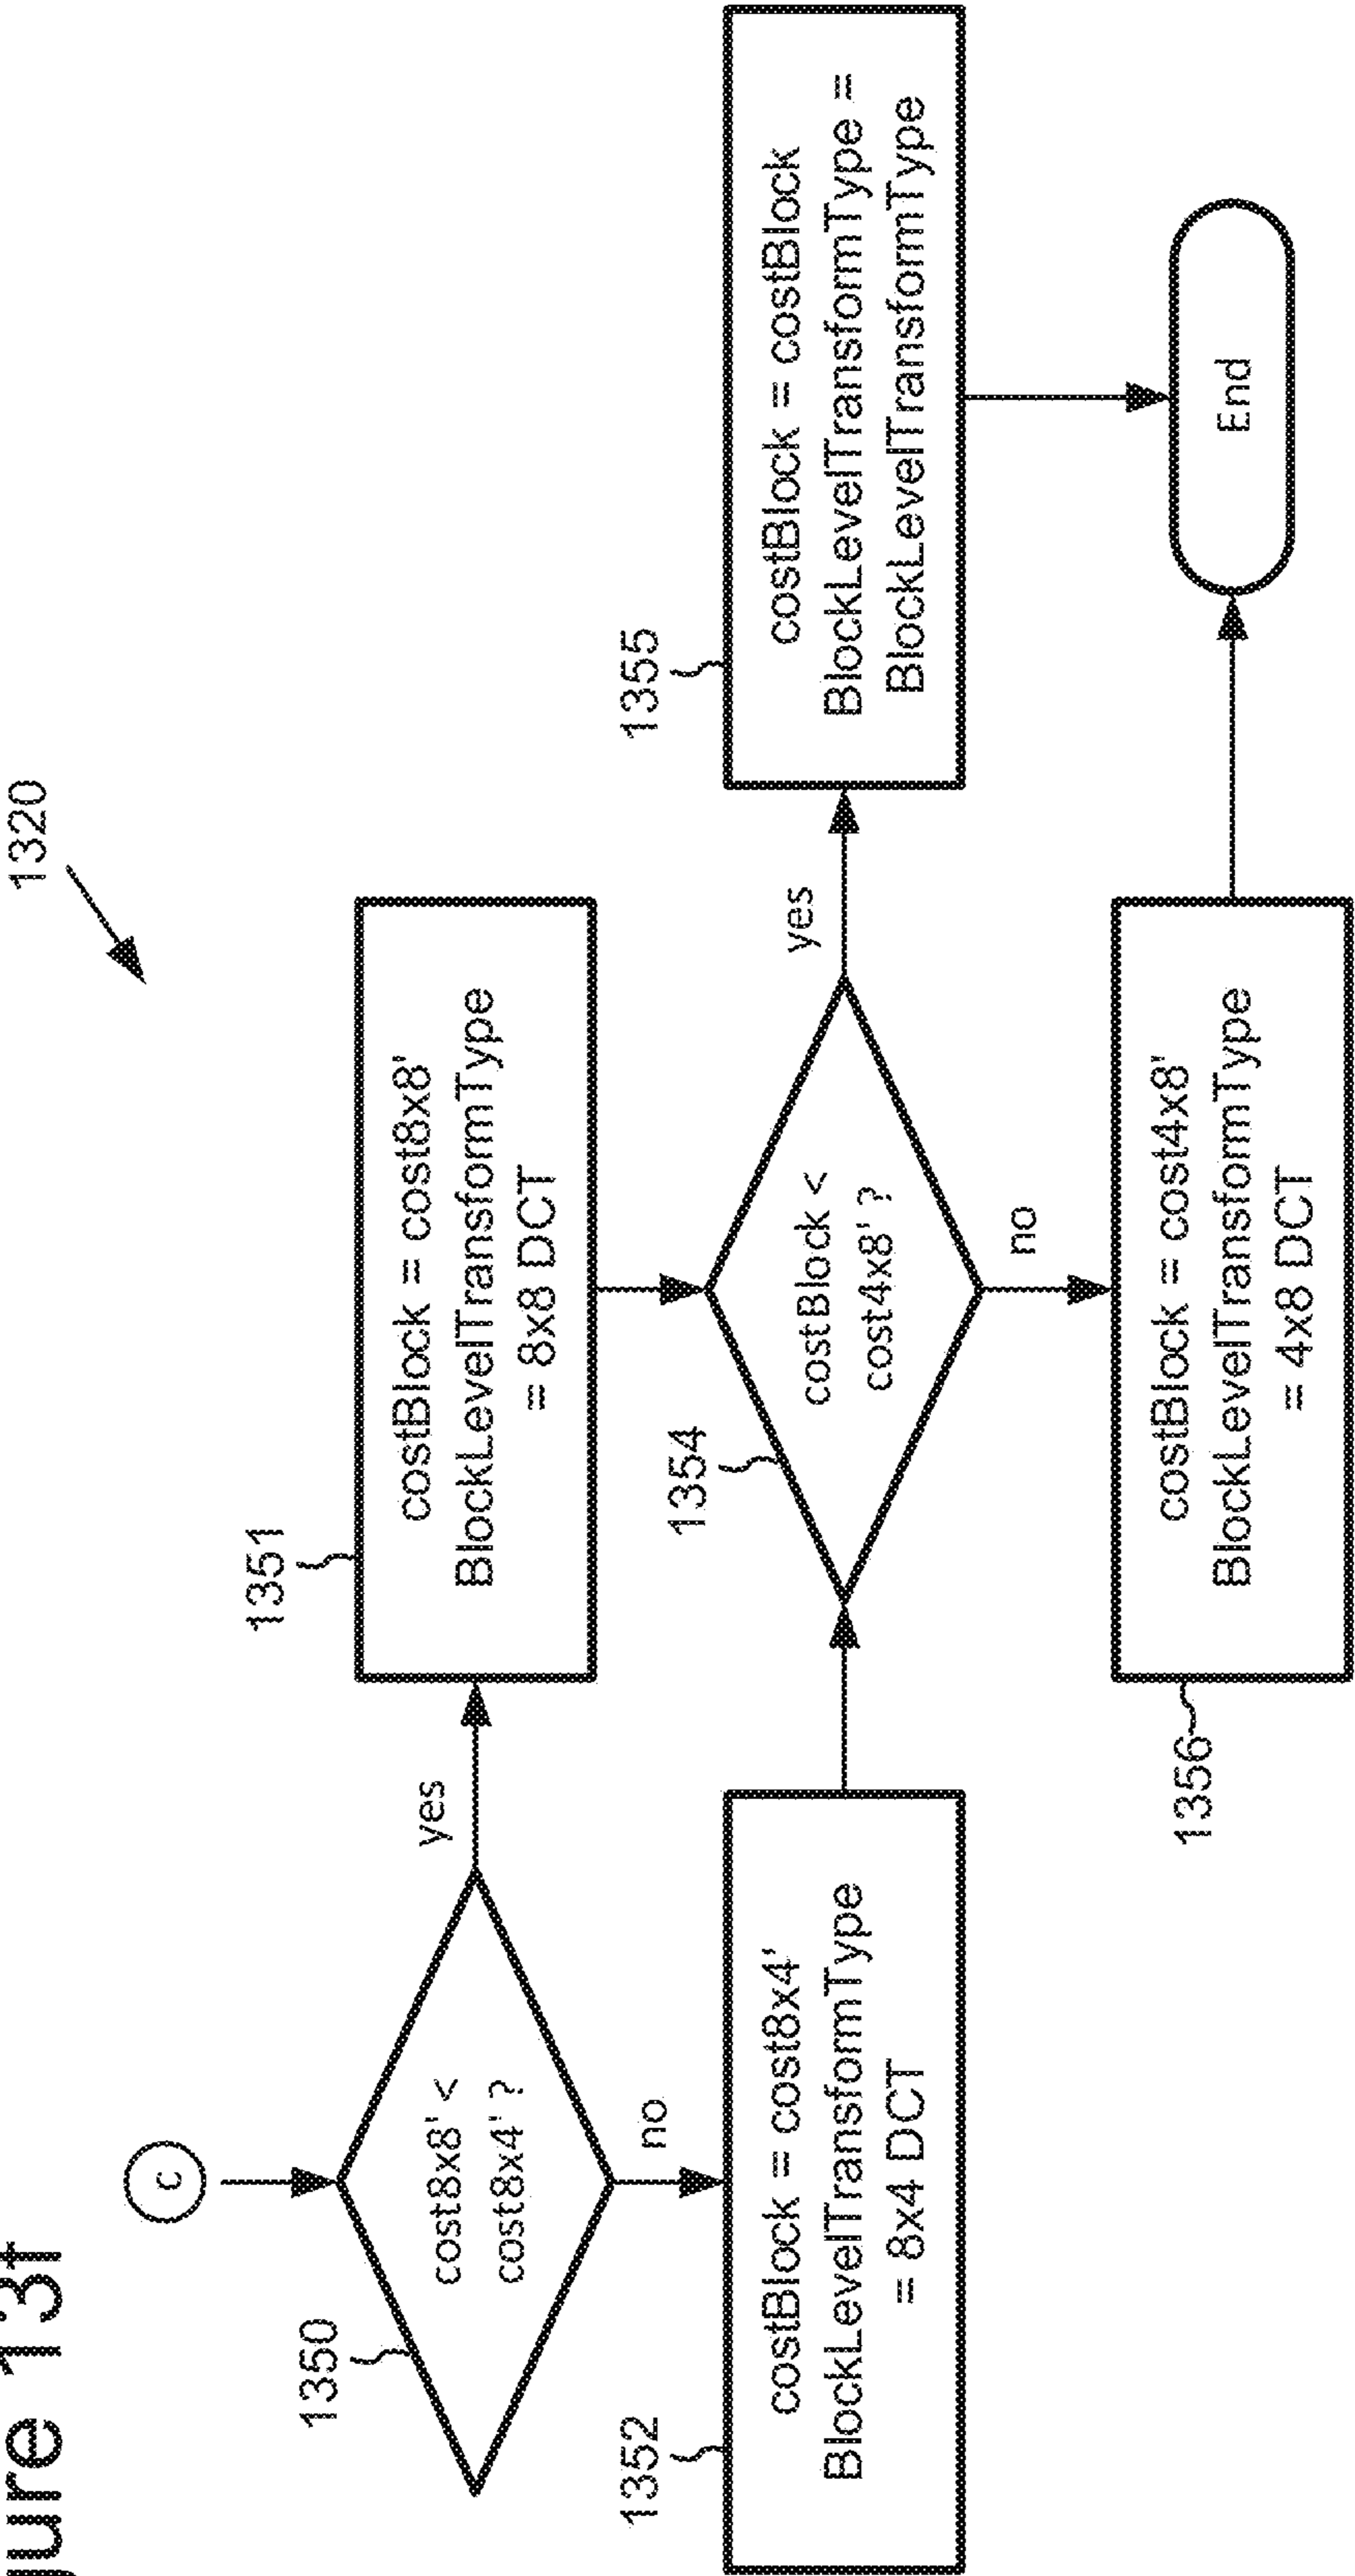 gure 13f
1320
c
1350
cost8x8' <
cost8x4' ?
yes
no
1351
costBlock = cost8x8'
BlockLevelTransformType
= 8x8 DCT
1352
costBlock = cost8x4'
BlockLevelTransformType
= 8x4 DCT
1354
costBlock <
cost4x8' ?
yes
no
1355
costBlock = costBlock
BlockLevelTransformType =
BlockLevelTransformType
1356
costBlock = cost4x8'
BlockLevelTransformType
= 4x8 DCT
End